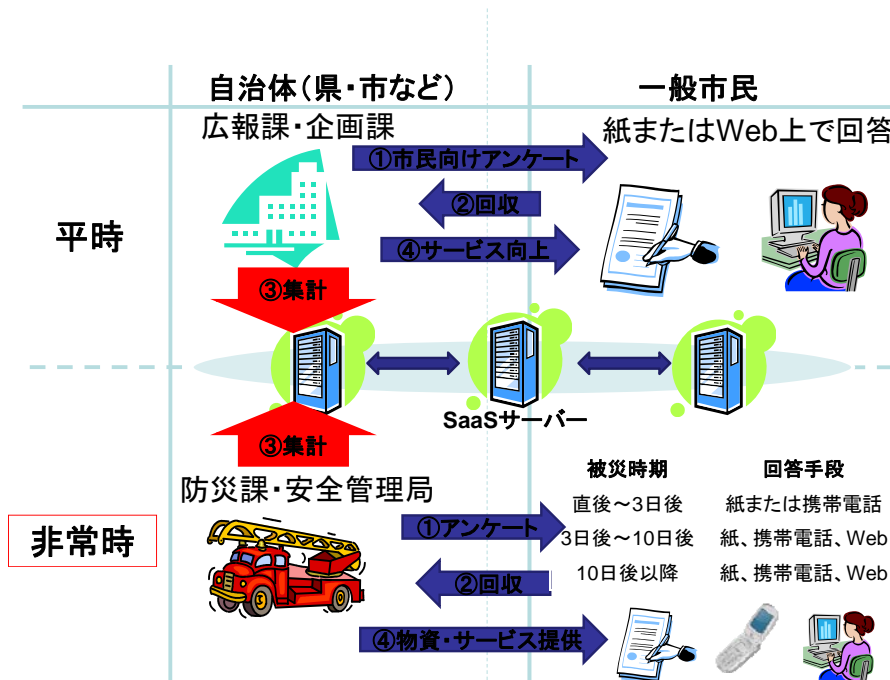 自治体（県・市など）
一般市民
広報課・企画課
紙またはWeb上で回答
①市民向けアンケート
②回収
④サービス向上
平時
③集計
SaaSサーバー
③集計
防災課・安全管理局
非常時
①アンケート
②回収
④物資・サービス提供
被災時期 回答手段
直後～3日後 紙または携帯電話
3日後～10日後 紙、携帯電話、Web
10日後以降 紙、携帯電話、Web